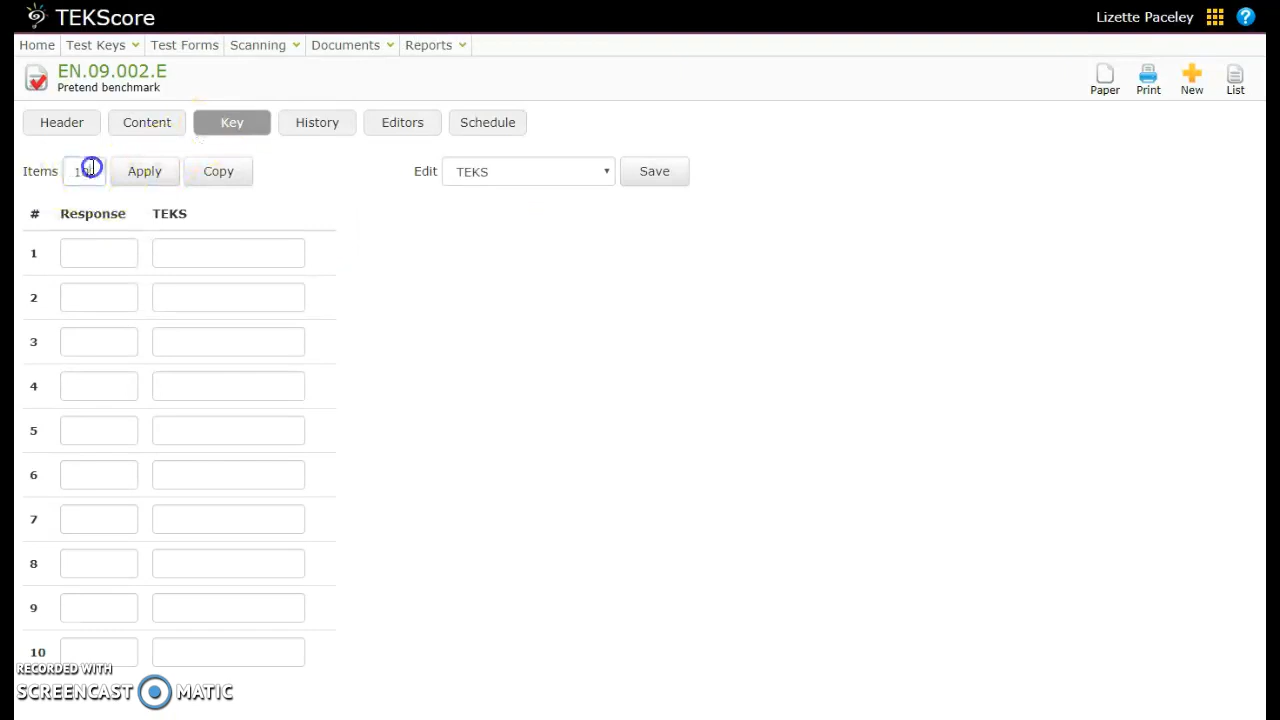 TEKScore
Lizette Paceley
Home Test Keys Test Forms Scanning Documents Reports
EN.09.002.E
Pretend benchmark
Paper Print New List
Header Content Key History Editors Schedule
Items 10 Apply Copy Edit TEKS Save
# Response TEKS
1
2
3
4
5
6
7
8
9
10
RECORDED WITH
SCREENCAST MATIC